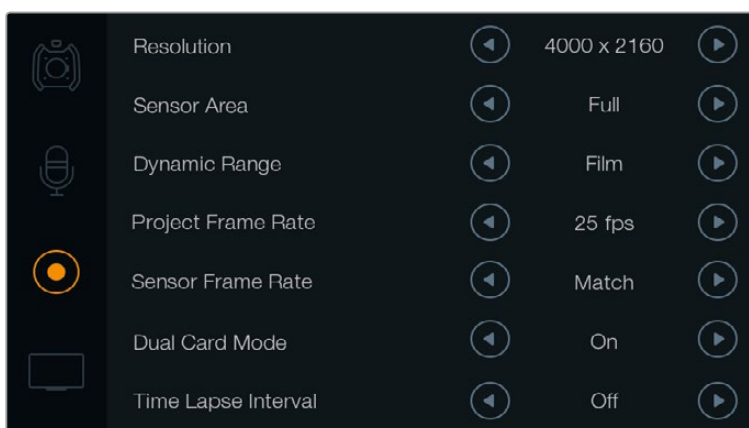 Resolution 4000 x 2160
Sensor Area Full
Dynamic Range Film
Project Frame Rate 25 fps
Sensor Frame Rate Match
Dual Card Mode On
Time Lapse Interval Off